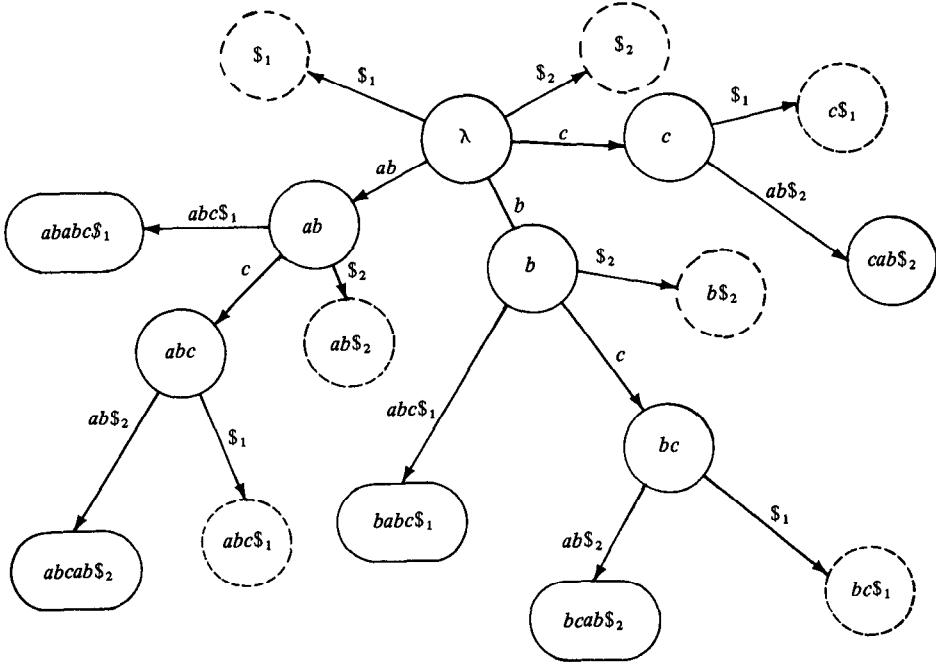 $₁
$₂
$₁
$₂
$₁
c$₁
λ
c
c
ab
ab$₂
b
ababc$₁
abc$₁
ab
c
$₂
b
$₂
b$₂
cab$₂
abc
ab$₂
c
ab$₂
$₁
abc$₁
bc
abcab$₂
abc$₁
babc$₁
ab$₂
$₁
bcab$₂
bc$₁